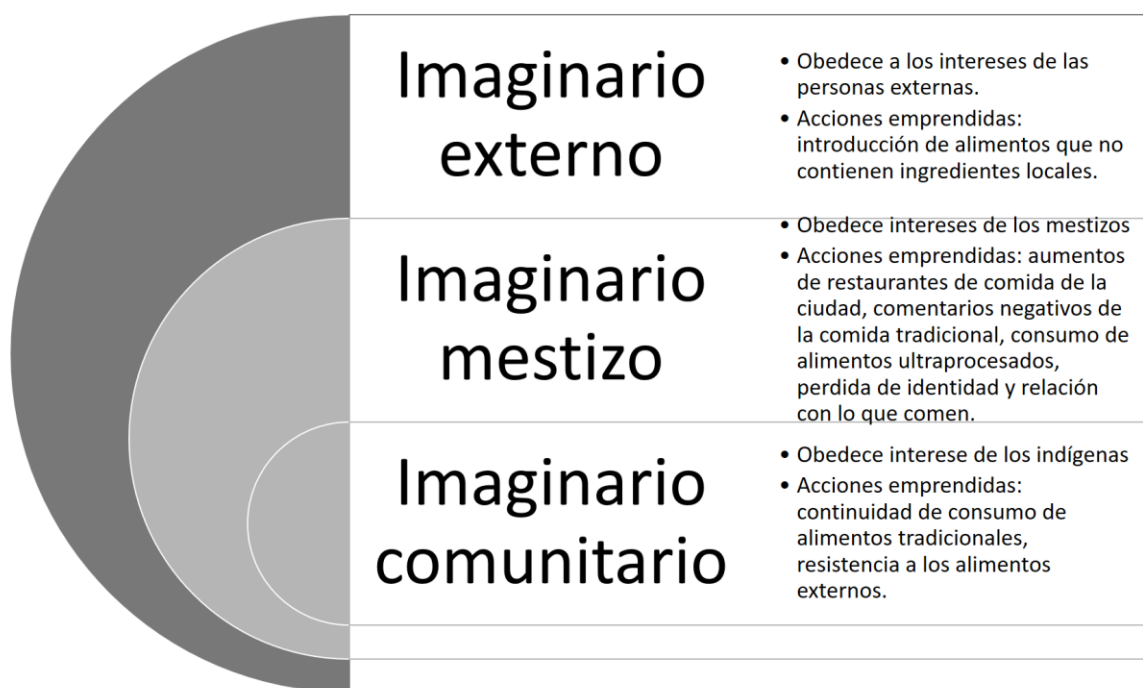 Imaginario
externo
• Obedece a los intereses de las
personas externas.
• Acciones emprendidas:
introducción de alimentos que no
contienen ingredientes locales.
Imaginario
mestizo
• Obedece intereses de los mestizos
• Acciones emprendidas: aumentos
de restaurantes de comida de la
ciudad, comentarios negativos de
la comida tradicional, consumo de
alimentos ultraprocesados,
perdida de identidad y relación
con lo que comen.
Imaginario
comunitario
• Obedece interese de los indígenas
• Acciones emprendidas:
continuidad de consumo de
alimentos tradicionales,
resistencia a los alimentos
externos.